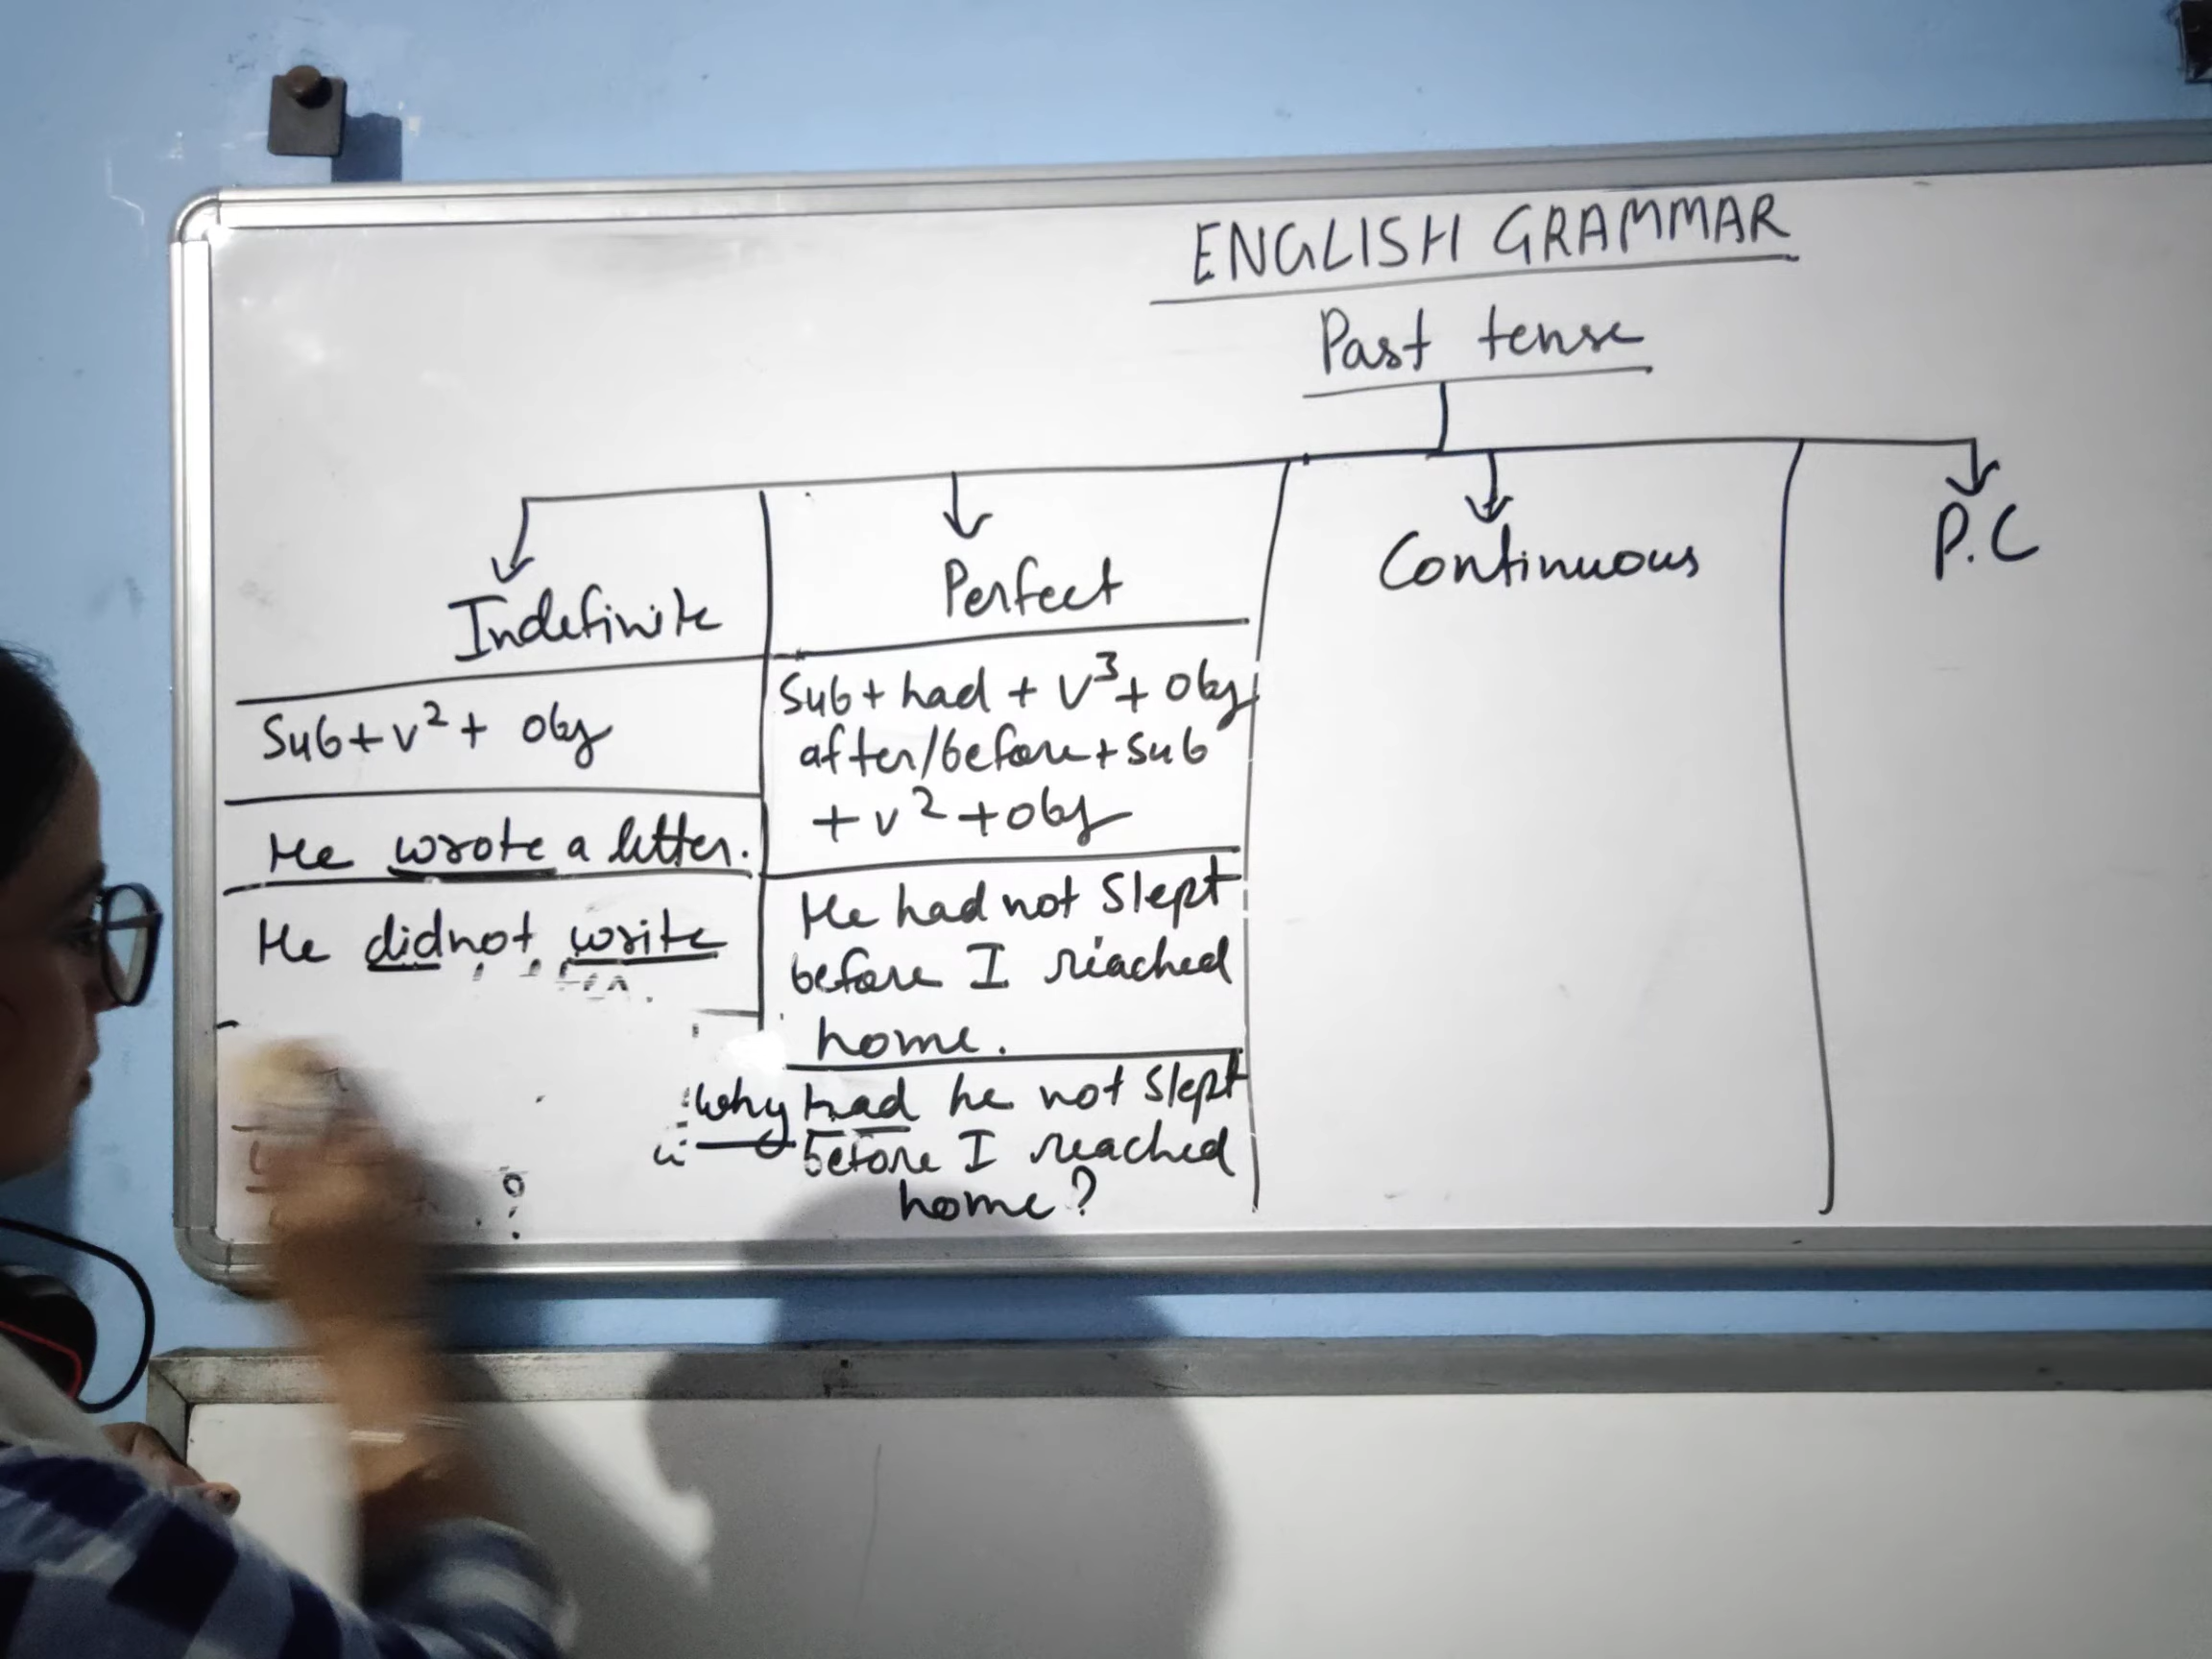 ENGLISH GRAMMAR
Past tense
Indefinite
Perfect
Continuous
P.C
Sub + v² + Obj
He wrote a letter.
He didnot write
Sub + had + V³ + Obj
after/before + Sub
+ v² + obj
He had not Slept
before I reached
home.
why had he not Slept
before I reached
home?
?